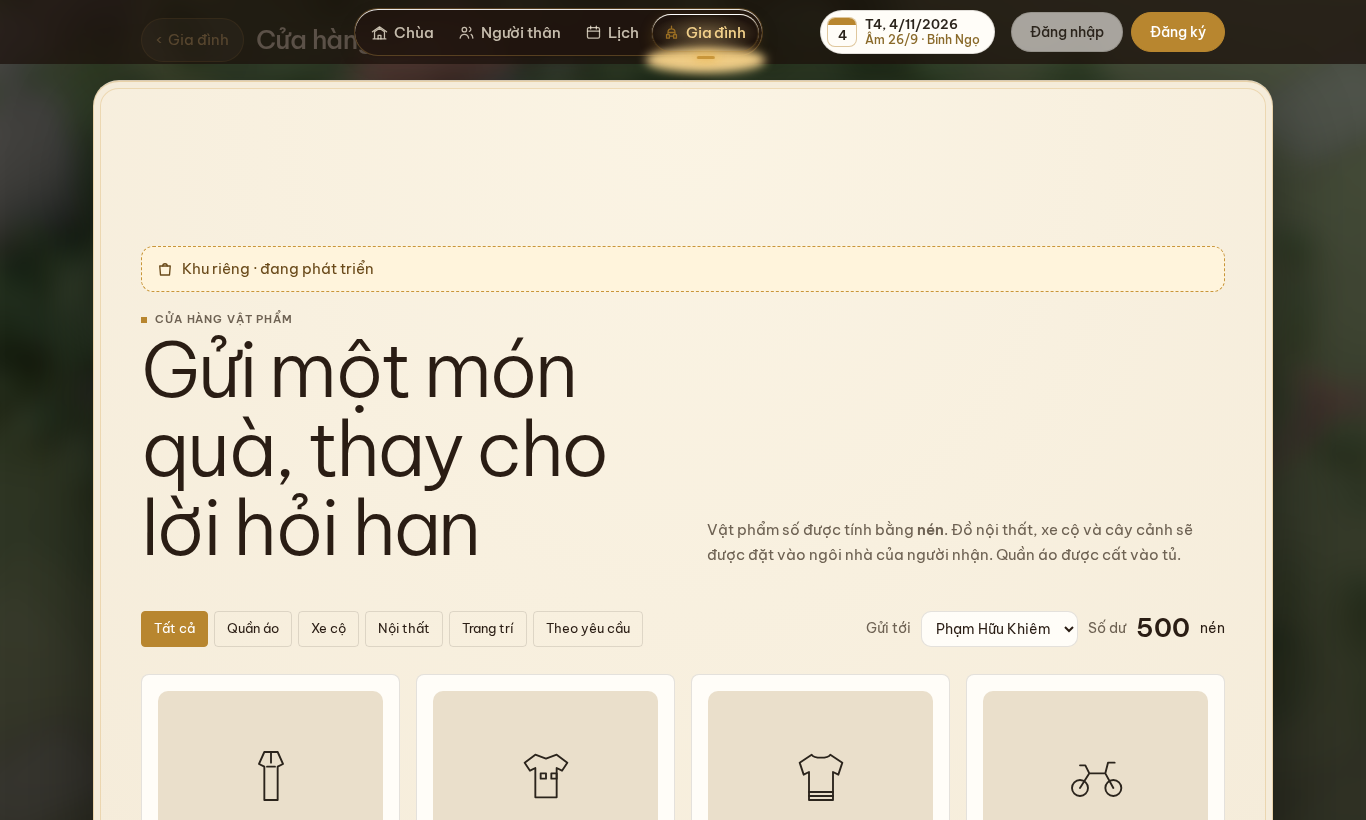 ‹ Gia đình
Cửa hàng
Chùa
Người thân
Lịch
Gia đình
4
T4, 4/11/2026
Âm 26/9 · Bính Ngọ
Đăng nhập
Đăng ký
Khu riêng · đang phát triển
CỬA HÀNG VẬT PHẨM
Gửi một món
quà, thay cho
lời hỏi han
Vật phẩm số được tính bằng nén. Đồ nội thất, xe cộ và cây cảnh sẽ
được đặt vào ngôi nhà của người nhận. Quần áo được cất vào tủ.
Tất cả
Quần áo
Xe cộ
Nội thất
Trang trí
Theo yêu cầu
Gửi tới
Phạm Hữu Khiêm
Số dư
500
nén